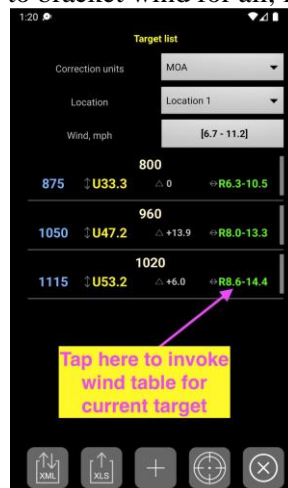 to bracket wind for all, 
1:20
Target list
Correction units MOA
Location Location 1
Wind, mph [6.7 - 11.2]
800
875 ↕U33.3 △ 0 ⇔R6.3-10.5
960
1050 ↕U47.2 △ +13.9 ⇔R8.0-13.3
1020
1115 ↕U53.2 △ +6.0 ⇔R8.6-14.4
Tap here to invoke
wind table for
current target
XML XLS